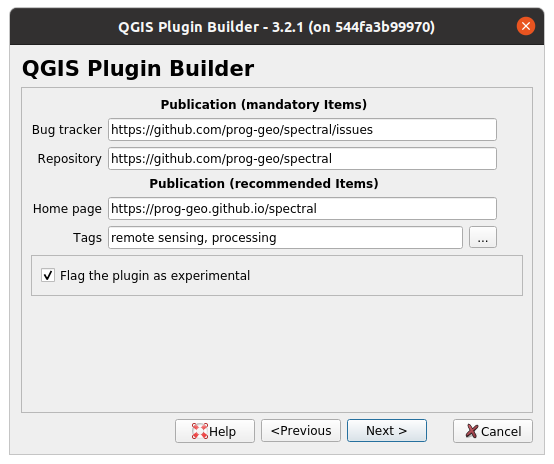 QGIS Plugin Builder - 3.2.1 (on 544fa3b99970)
QGIS Plugin Builder
Publication (mandatory Items)
Bug tracker https://github.com/prog-geo/spectral/issues
Repository https://github.com/prog-geo/spectral
Publication (recommended Items)
Home page https://prog-geo.github.io/spectral
Tags remote sensing, processing ...
Flag the plugin as experimental
Help <Previous Next > Cancel